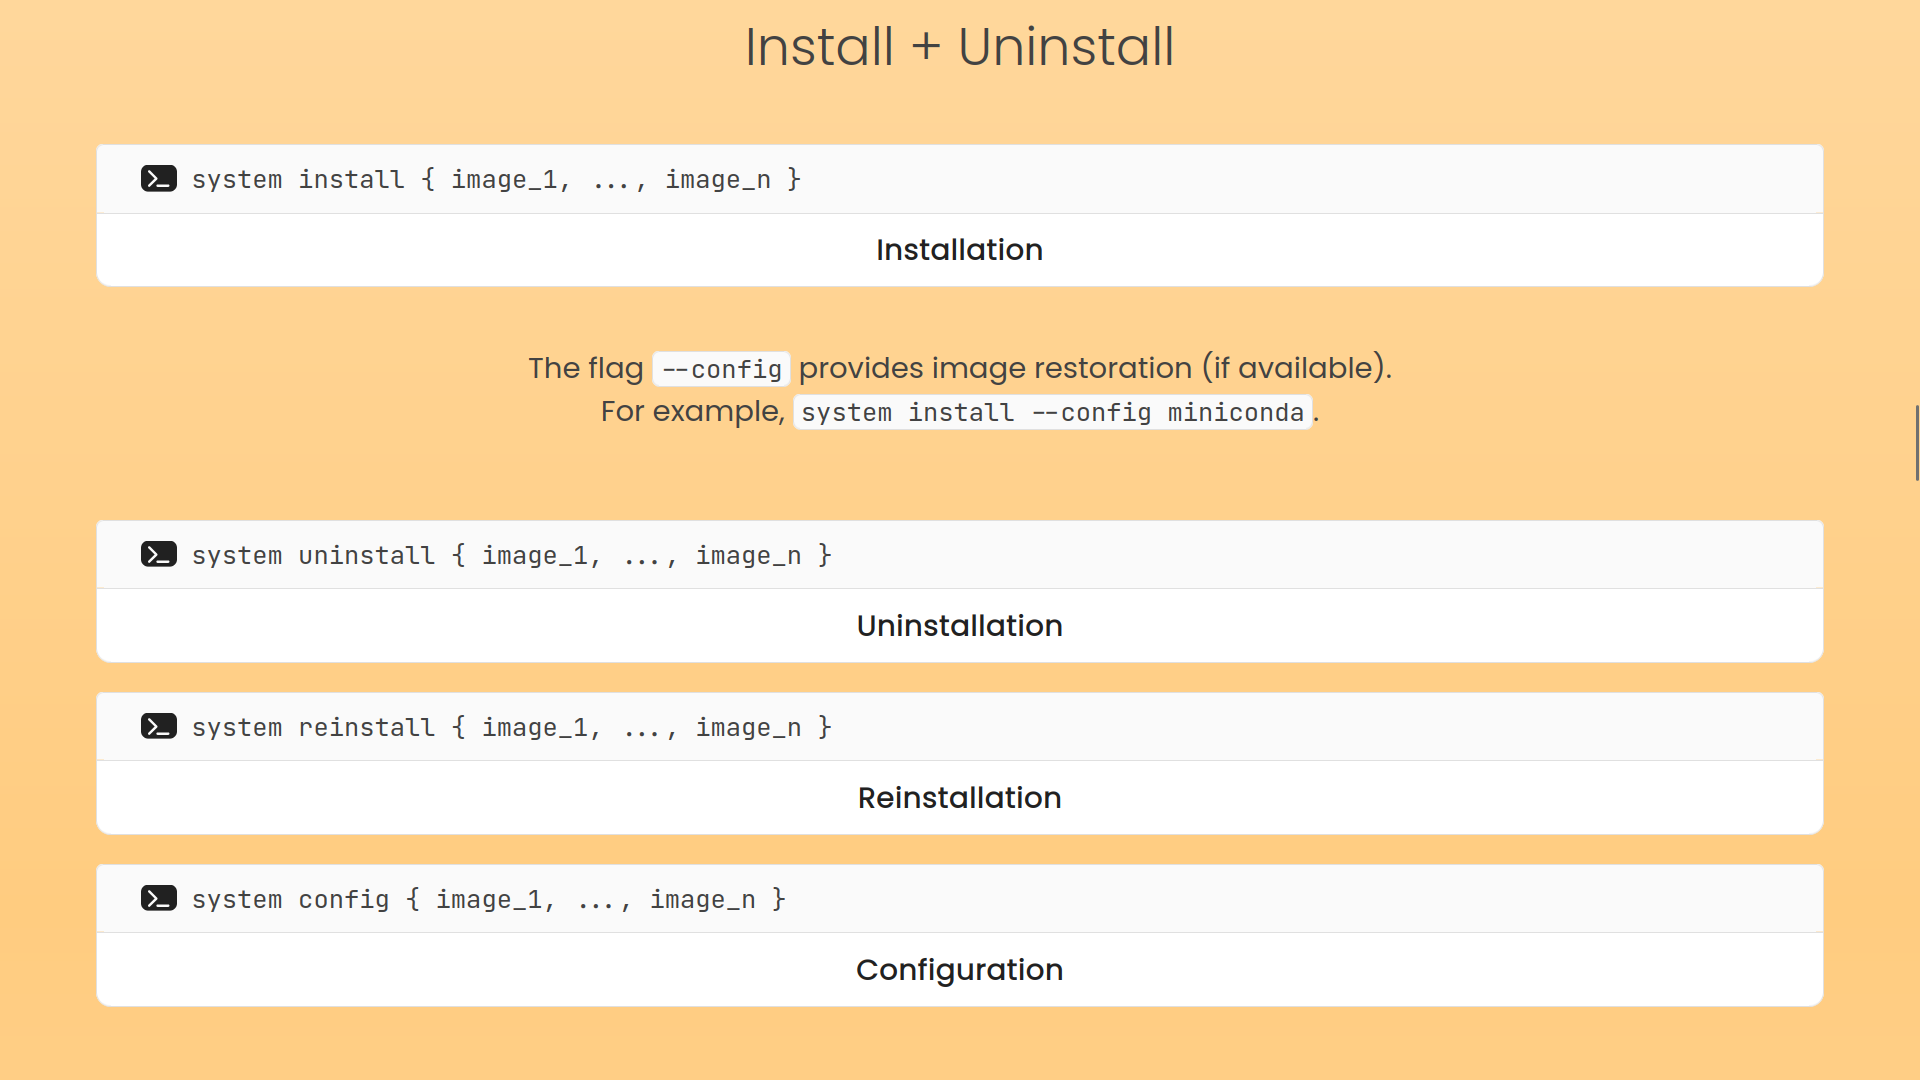 Install + Uninstall
system install { image_1, ..., image_n }
Installation
The flag --config provides image restoration (if available).
For example, system install --config miniconda.
system uninstall { image_1, ..., image_n }
Uninstallation
system reinstall { image_1, ..., image_n }
Reinstallation
system config { image_1, ..., image_n }
Configuration